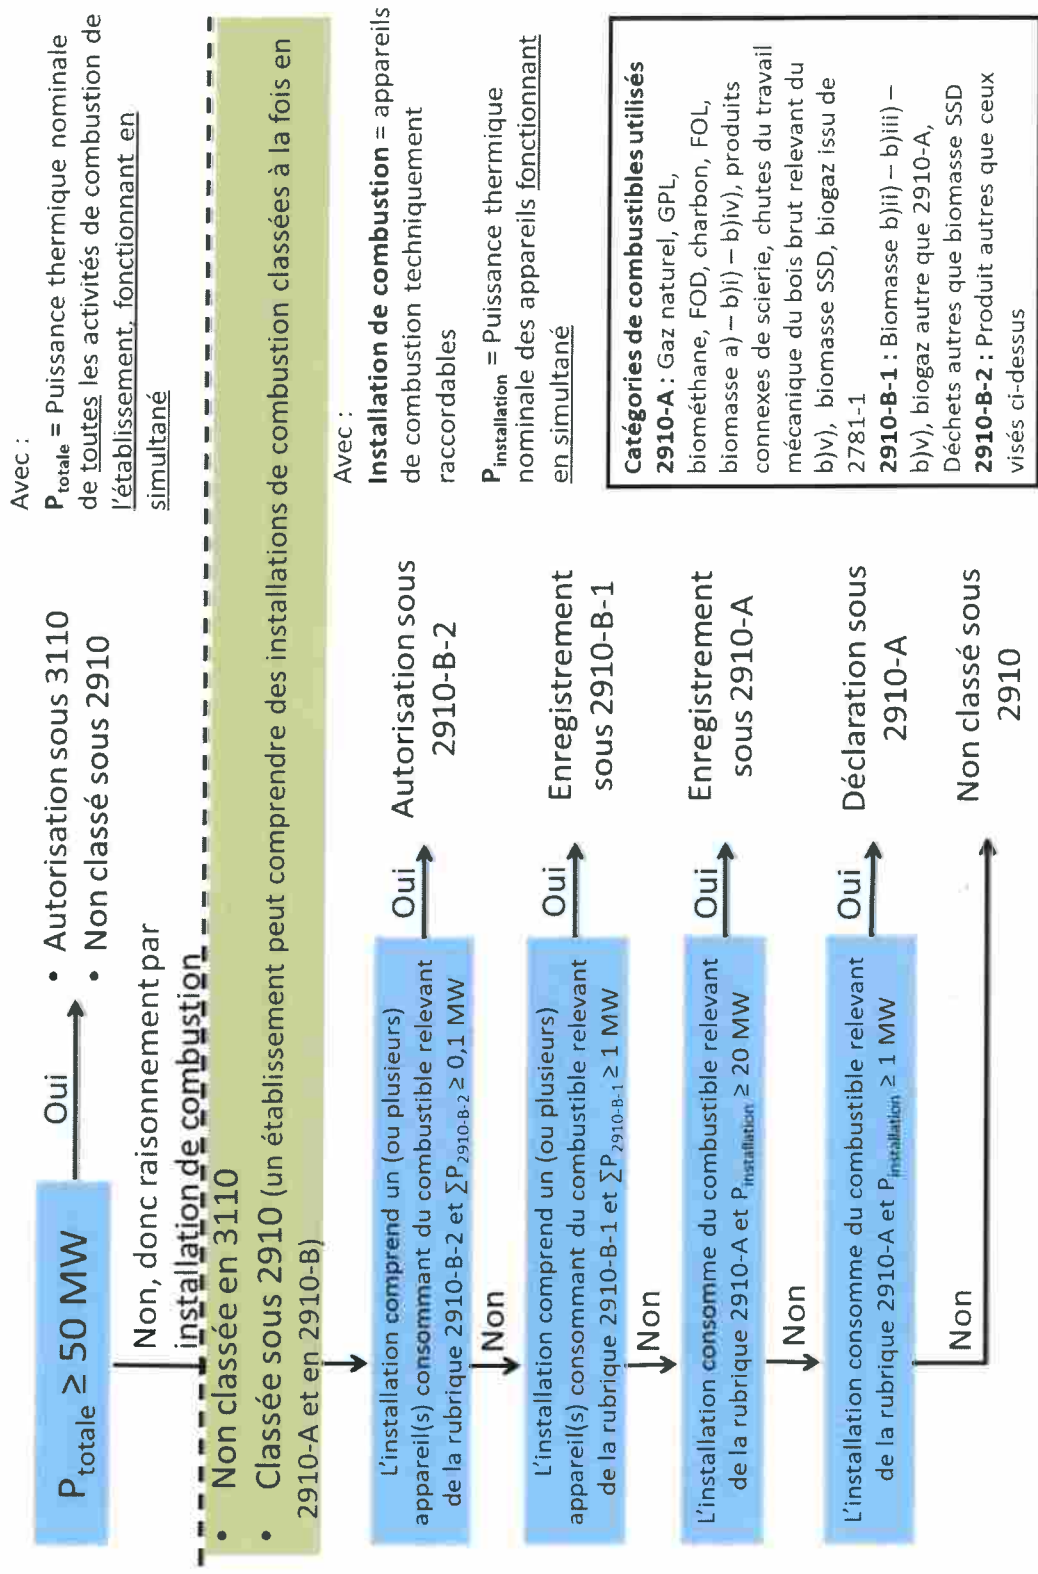 P totale ≥ 50 MW
Oui
• Autorisation sous 3110
• Non classé sous 2910
Avec :
P totale = Puissance thermique nominale
de toutes les activités de combustion de
l'établissement, fonctionnant en
simultané
Non, donc raisonnement par
installation de combustion
• Non classée en 3110
• Classée sous 2910 (un établissement peut comprendre des installations de combustion classées à la fois en
2910-A et en 2910-B)
L'installation comprend un (ou plusieurs)
appareil(s) consommant du combustible relevant
de la rubrique 2910-B-2 et ∑P2910-B-2 ≥ 0,1 MW
Oui
Autorisation sous
2910-B-2
Non
L'installation comprend un (ou plusieurs)
appareil(s) consommant du combustible relevant
de la rubrique 2910-B-1 et ∑P2910-B-1 ≥ 1 MW
Oui
Enregistrement
sous 2910-B-1
Non
L'installation consomme du combustible relevant
de la rubrique 2910-A et Pinstallation ≥ 20 MW
Oui
Enregistrement
sous 2910-A
Non
L'installation consomme du combustible relevant
de la rubrique 2910-A et Pinstallation ≥ 1 MW
Oui
Déclaration sous
2910-A
Non
Non classé sous
2910
Avec :
Installation de combustion = appareils
de combustion techniquement
raccordables
P installation = Puissance thermique
nominale des appareils fonctionnant
en simultané
Catégories de combustibles utilisés
2910-A : Gaz naturel, GPL,
biométhane, FOD, charbon, FOL,
biomasse a) – b)i) – b)iv), produits
connexes de scierie, chutes du travail
mécanique du bois brut relevant du
b)v), biomasse SSD, biogaz issu de
2781-1
2910-B-1 : Biomasse b)ii) – b)iii) –
b)v), biogaz autre que 2910-A,
Déchets autres que biomasse SSD
2910-B-2 : Produit autres que ceux
visés ci-dessus